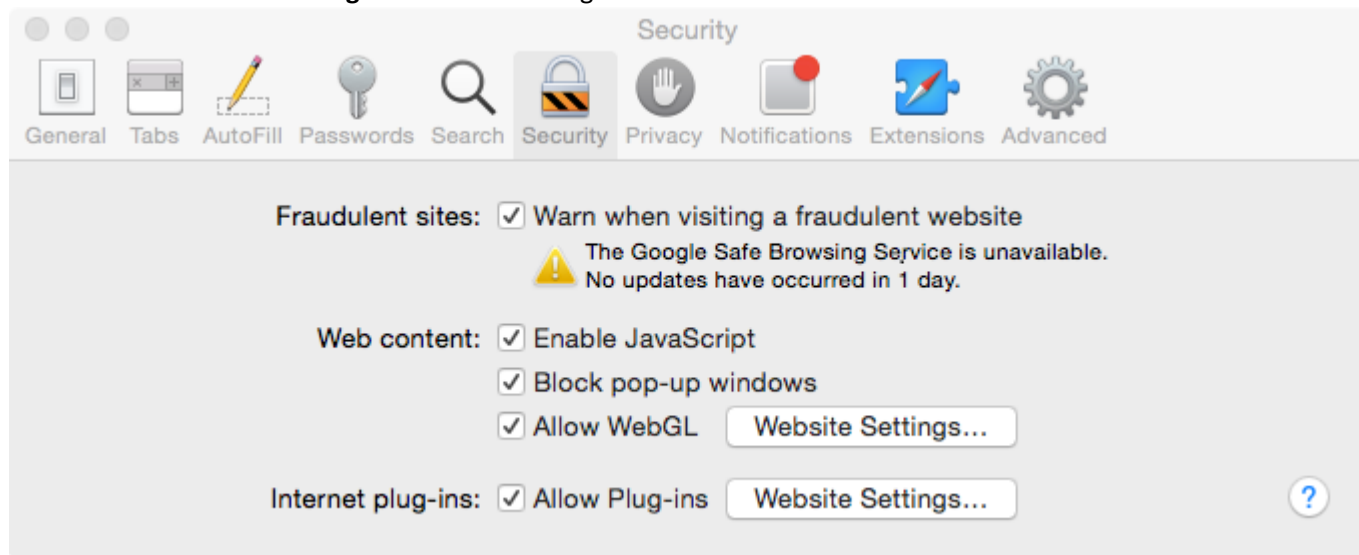 Security
General Tabs AutoFill Passwords Search Security Privacy Notifications Extensions Advanced
Fraudulent sites: Warn when visiting a fraudulent website
The Google Safe Browsing Service is unavailable.
No updates have occurred in 1 day.
Web content: Enable JavaScript
Block pop-up windows
Allow WebGL Website Settings...
Internet plug-ins: Allow Plug-ins Website Settings... ?